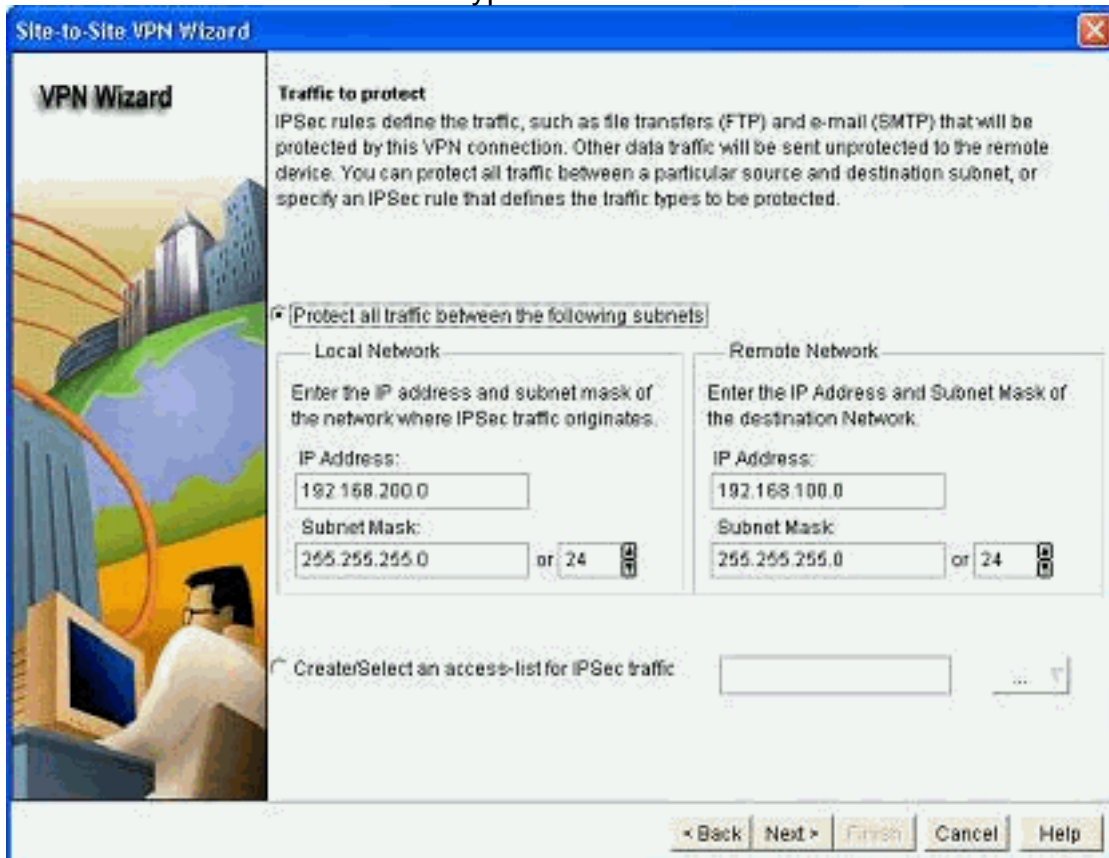 yp
Site-to-Site VPN Wizard
VPN Wizard
Traffic to protect
IPSec rules define the traffic, such as file transfers (FTP) and e-mail (SMTP) that will be
protected by this VPN connection. Other data traffic will be sent unprotected to the remote
device. You can protect all traffic between a particular source and destination subnet, or
specify an IPSec rule that defines the traffic types to be protected.
Protect all traffic between the following subnets
Local Network
Enter the IP address and subnet mask of
the network where IPSec traffic originates.
IP Address:
192.168.200.0
Subnet Mask:
255.255.255.0 or 24
Remote Network
Enter the IP Address and Subnet Mask of
the destination Network.
IP Address:
192.168.100.0
Subnet Mask:
255.255.255.0 or 24
Create/Select an access-list for IPSec traffic ...
< Back Next > Finish Cancel Help